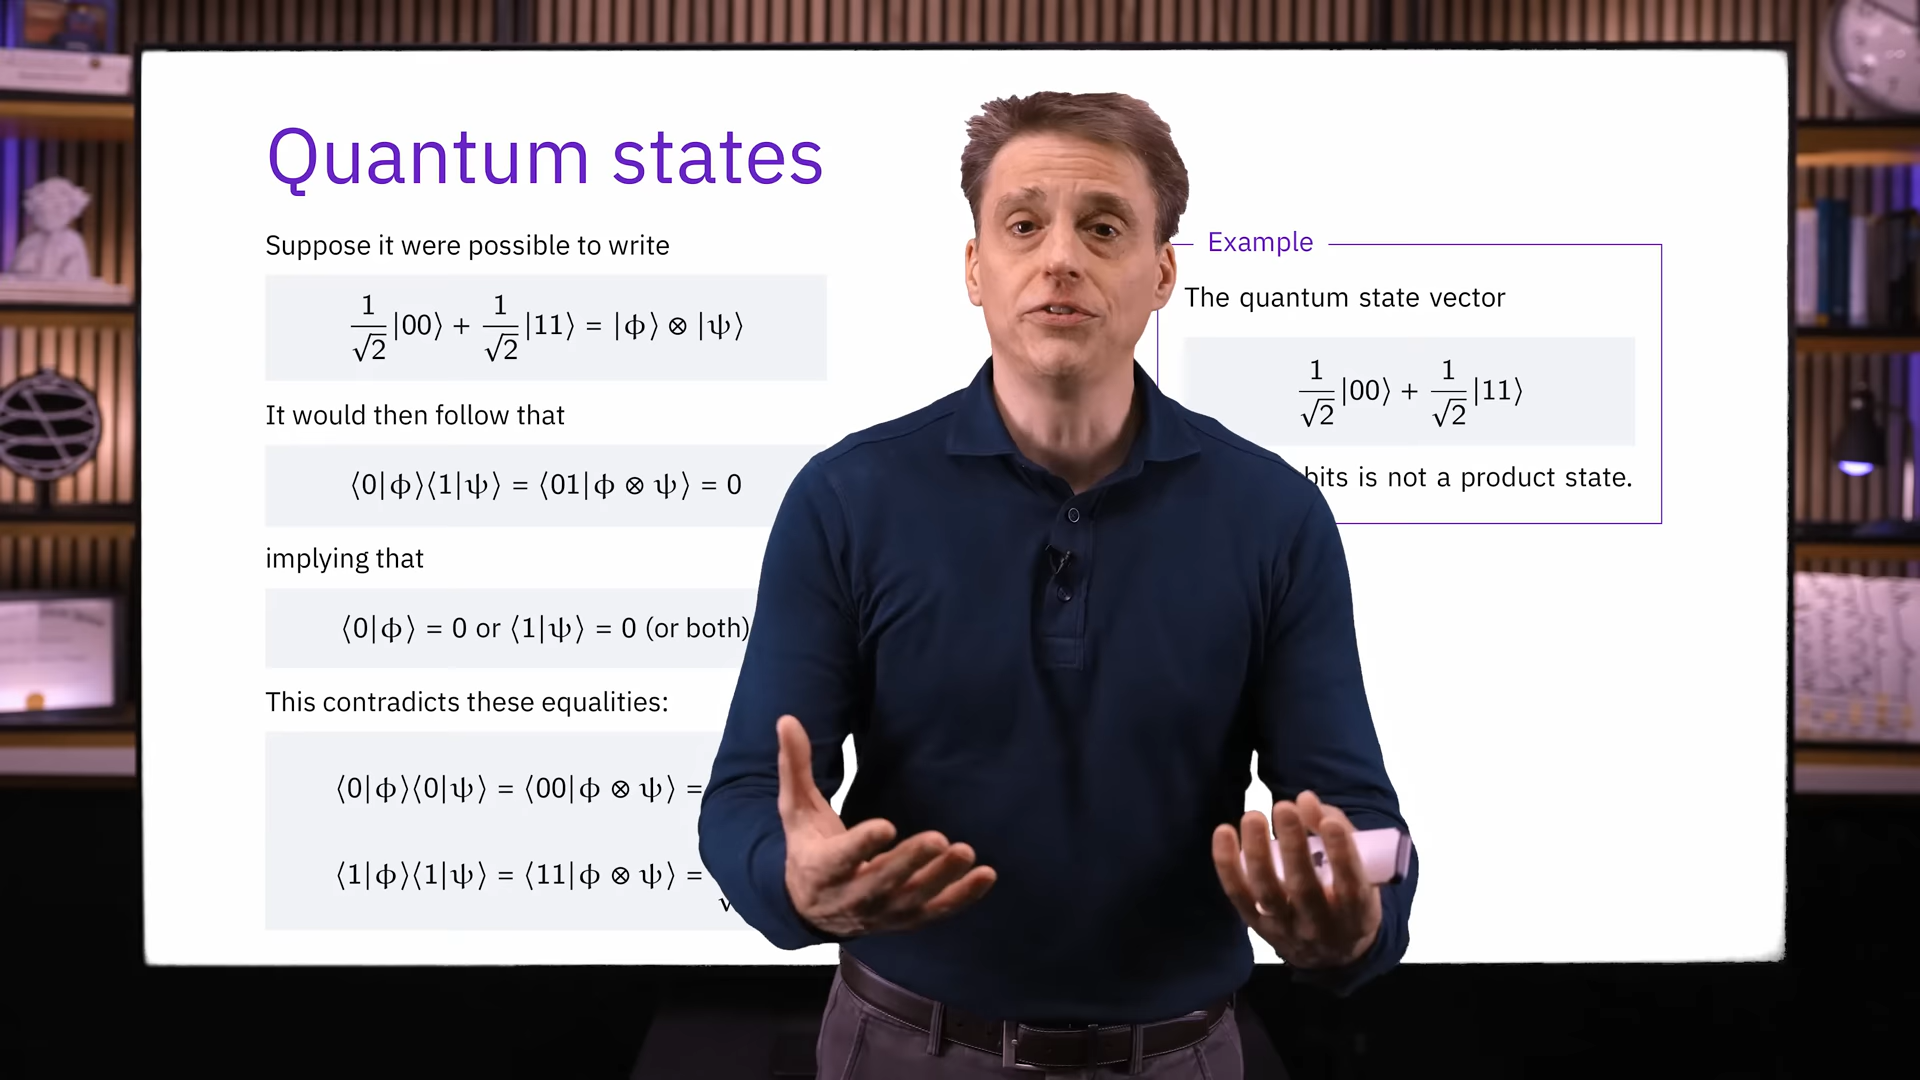 Quantum states
Suppose it were possible to write
1/√2 |00⟩ + 1/√2 |11⟩ = |ϕ⟩ ⊗ |ψ⟩
It would then follow that
⟨0|ϕ⟩⟨1|ψ⟩ = ⟨01|ϕ ⊗ ψ⟩ = 0
implying that
⟨0|ϕ⟩ = 0 or ⟨1|ψ⟩ = 0 (or both)
This contradicts these equalities:
⟨0|ϕ⟩⟨0|ψ⟩ = ⟨00|ϕ ⊗ ψ⟩ =
⟨1|ϕ⟩⟨1|ψ⟩ = ⟨11|ϕ ⊗ ψ⟩ =
Example
The quantum state vector
1/√2 |00⟩ + 1/√2 |11⟩
bits is not a product state.